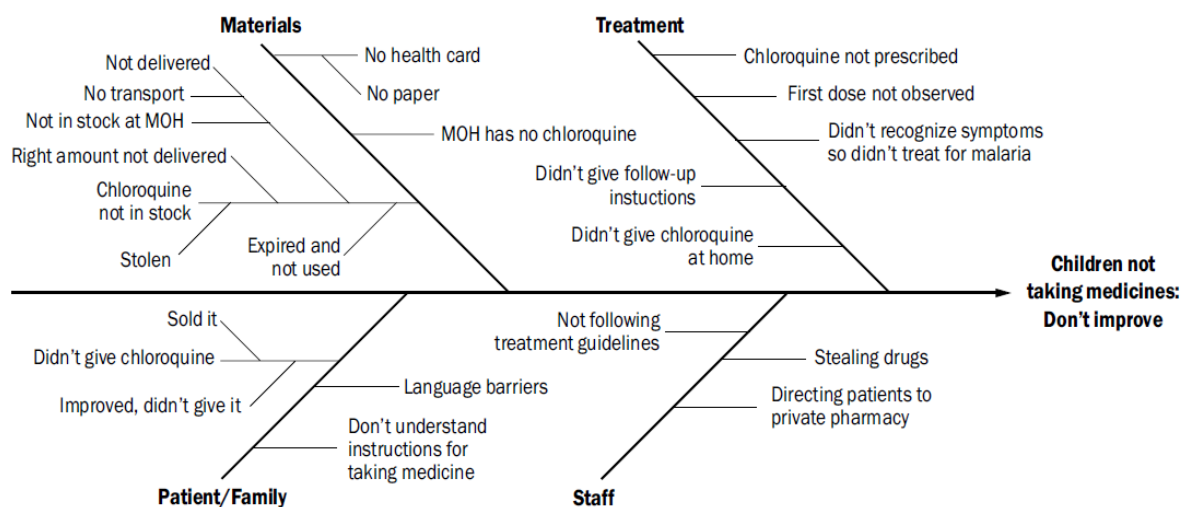 Materials
No health card
No paper
Not delivered
No transport
Not in stock at MOH
MOH has no chloroquine
Right amount not delivered
Chloroquine
not in stock
Stolen
Expired and
not used
Treatment
Chloroquine not prescribed
First dose not observed
Didn’t recognize symptoms
so didn’t treat for malaria
Didn’t give follow-up
instuctions
Didn’t give chloroquine
at home
Children not
taking medicines:
Don’t improve
Sold it
Didn’t give chloroquine
Improved, didn’t give it
Language barriers
Don’t understand
instructions for
taking medicine
Patient/Family
Not following
treatment guidelines
Stealing drugs
Directing patients to
private pharmacy
Staff